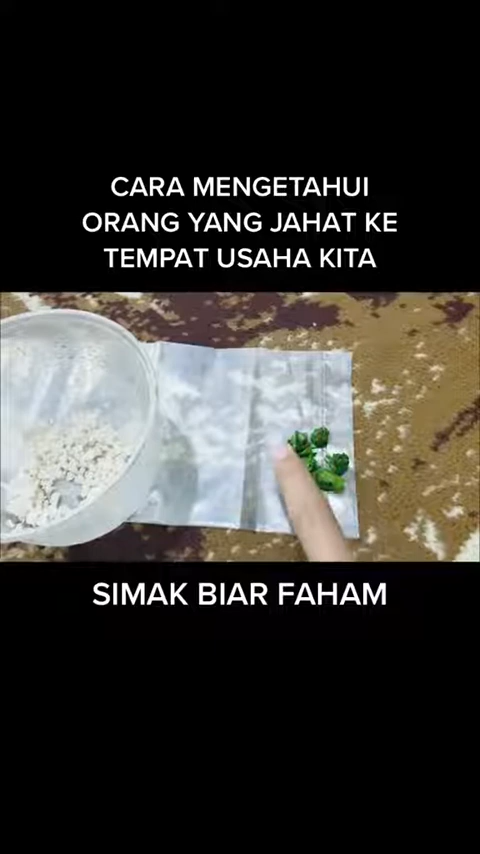 CARA MENGETAHUI
ORANG YANG JAHAT KE
TEMPAT USAHA KITA
SIMAK BIAR FAHAM